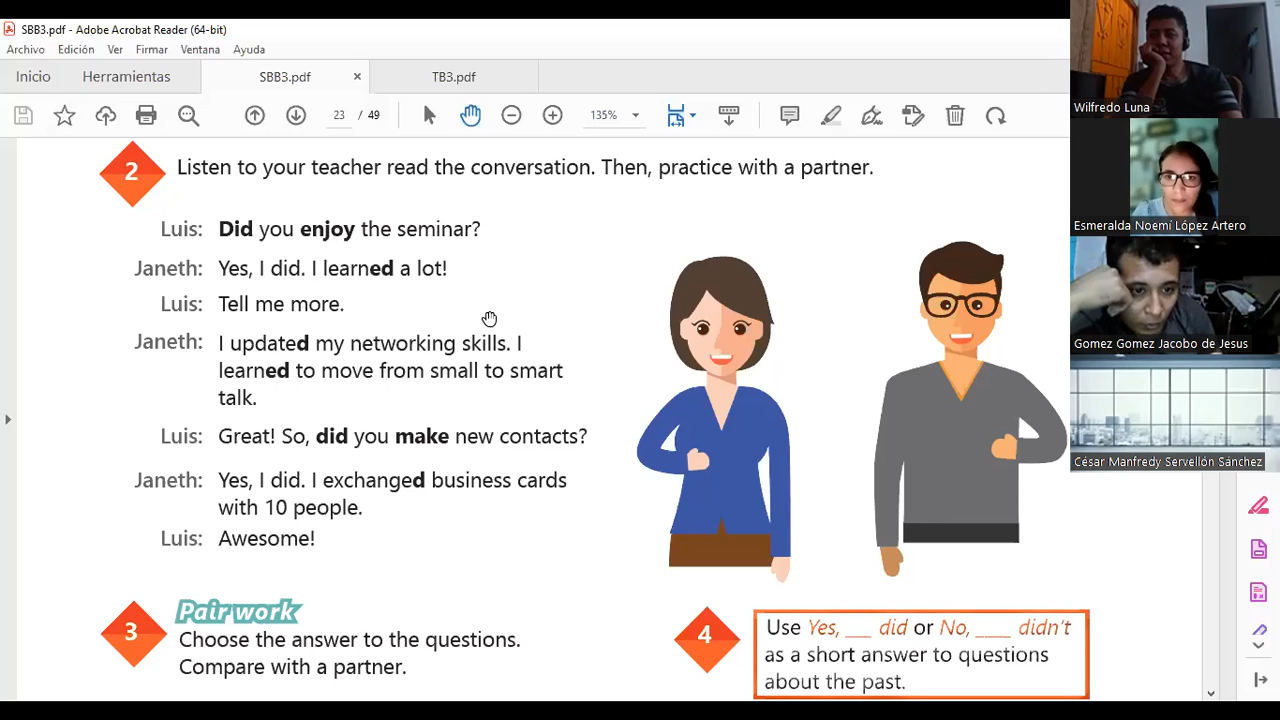 SBB3.pdf - Adobe Acrobat Reader (64-bit)
Archivo Edición Ver Firmar Ventana Ayuda
Inicio Herramientas SBB3.pdf × TB3.pdf
23 / 49 135%
2 Listen to your teacher read the conversation. Then, practice with a partner.
Luis: Did you enjoy the seminar?
Janeth: Yes, I did. I learned a lot!
Luis: Tell me more.
Janeth: I updated my networking skills. I
learned to move from small to smart
talk.
Luis: Great! So, did you make new contacts?
Janeth: Yes, I did. I exchanged business cards
with 10 people.
Luis: Awesome!
3 Pair work
Choose the answer to the questions.
Compare with a partner.
4 Use Yes, __ did or No, ___ didn't
as a short answer to questions
about the past.
Wilfredo Luna
Esmeralda Noemí López Artero
Gomez Gomez Jacobo de Jesus
César Manfredy Servellón Sánchez